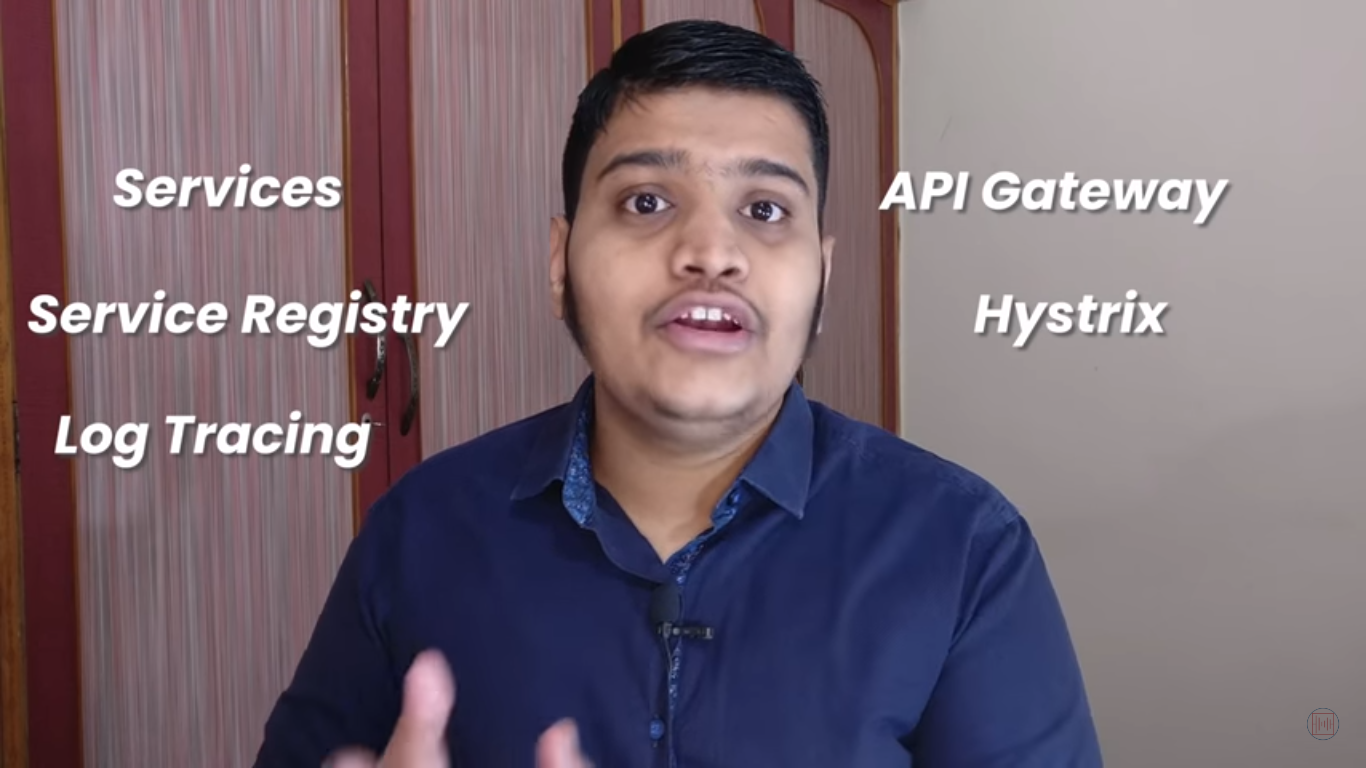 Services
Service Registry
Log Tracing
API Gateway
Hystrix